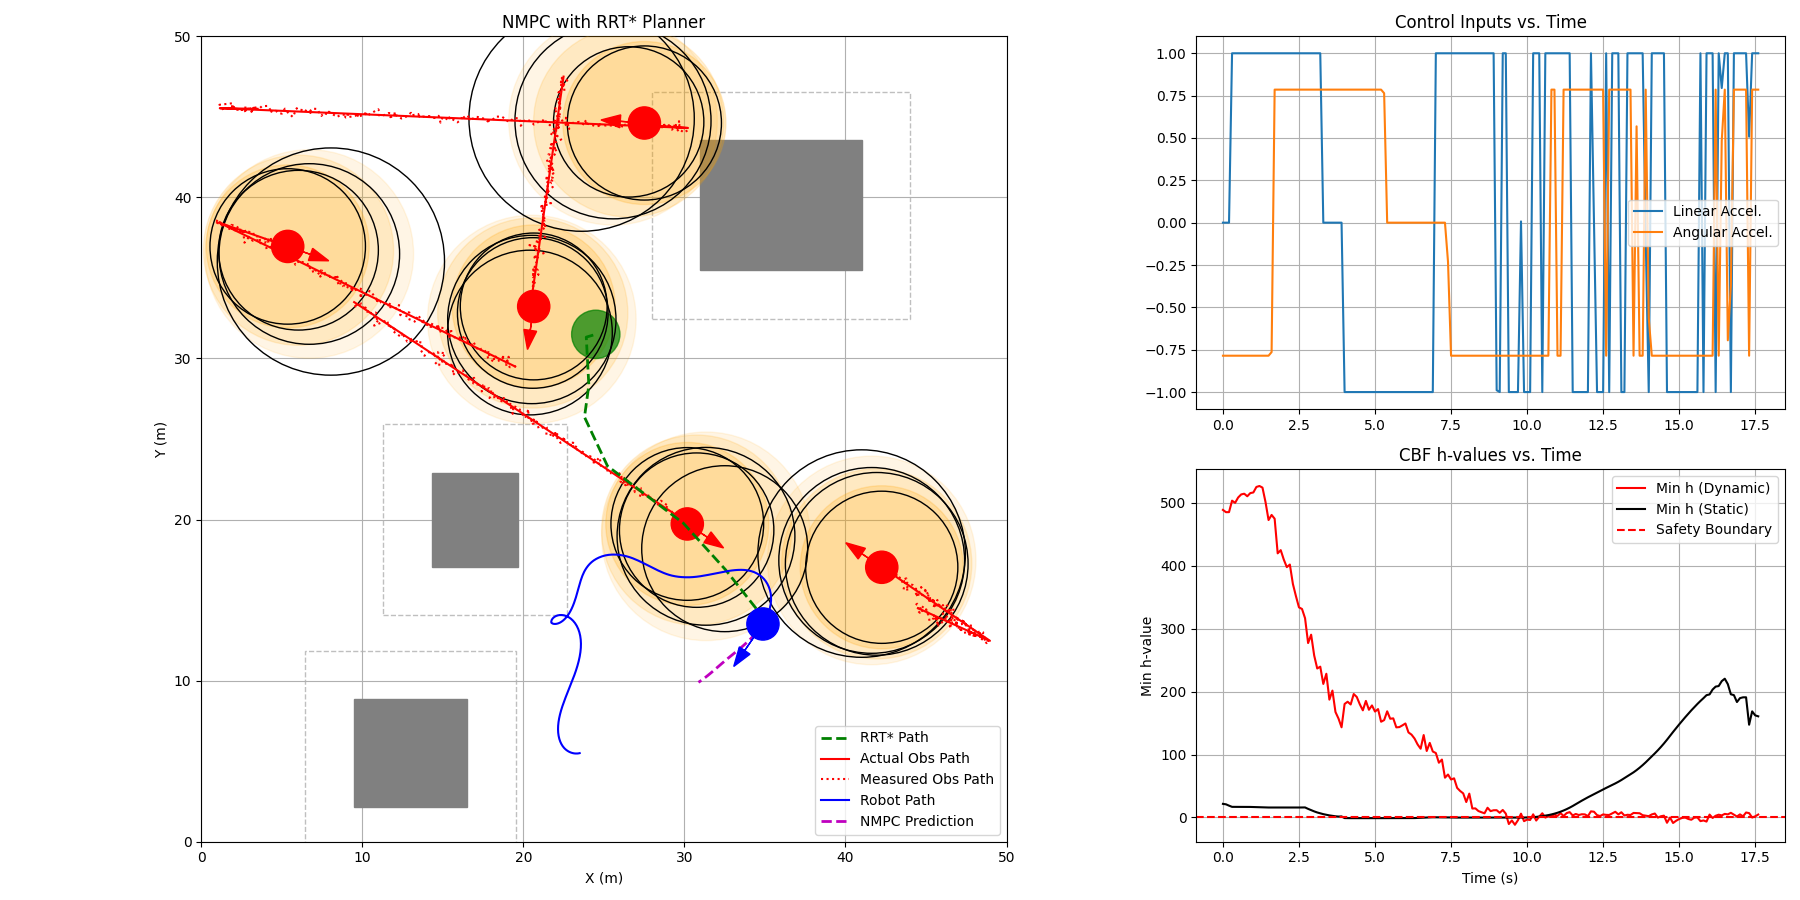 NMPC with RRT* Planner
Y (m)
50
40
30
20
10
0
0 10 20 30 40 50
X (m)
RRT* Path
Actual Obs Path
Measured Obs Path
Robot Path
NMPC Prediction
Control Inputs vs. Time
1.00
0.75
0.50
0.25
0.00
−0.25
−0.50
−0.75
−1.00
Linear Accel.
Angular Accel.
0.0 2.5 5.0 7.5 10.0 12.5 15.0 17.5
CBF h-values vs. Time
Min h-value
500
400
300
200
100
0
Min h (Dynamic)
Min h (Static)
Safety Boundary
0.0 2.5 5.0 7.5 10.0 12.5 15.0 17.5
Time (s)